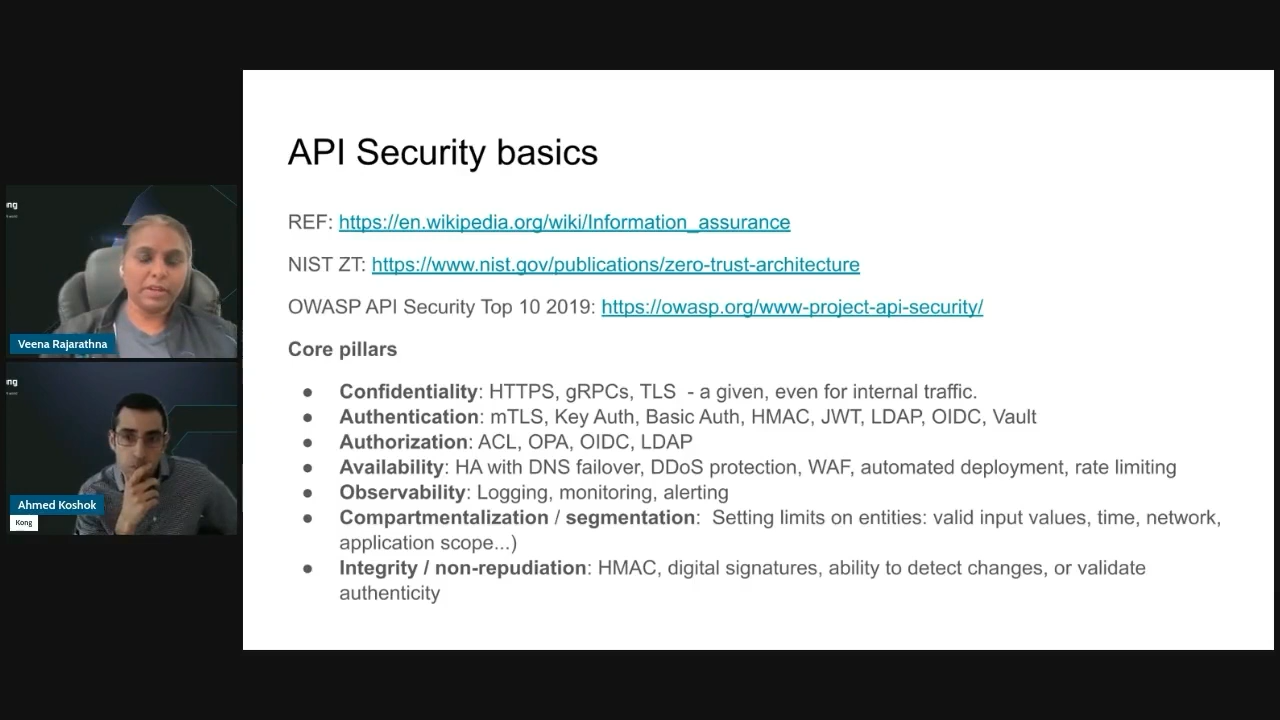 API Security basics
REF: https://en.wikipedia.org/wiki/Information_assurance
NIST ZT: https://www.nist.gov/publications/zero-trust-architecture
OWASP API Security Top 10 2019: https://owasp.org/www-project-api-security/
Core pillars
● Confidentiality: HTTPS, gRPCs, TLS  - a given, even for internal traffic.
● Authentication: mTLS, Key Auth, Basic Auth, HMAC, JWT, LDAP, OIDC, Vault
● Authorization: ACL, OPA, OIDC, LDAP
● Availability: HA with DNS failover, DDoS protection, WAF, automated deployment, rate limiting
● Observability: Logging, monitoring, alerting
● Compartmentalization / segmentation:  Setting limits on entities: valid input values, time, network,
application scope...)
● Integrity / non-repudiation: HMAC, digital signatures, ability to detect changes, or validate
authenticity
ong
Veena Rajarathna
ong
Ahmed Koshok
Kong